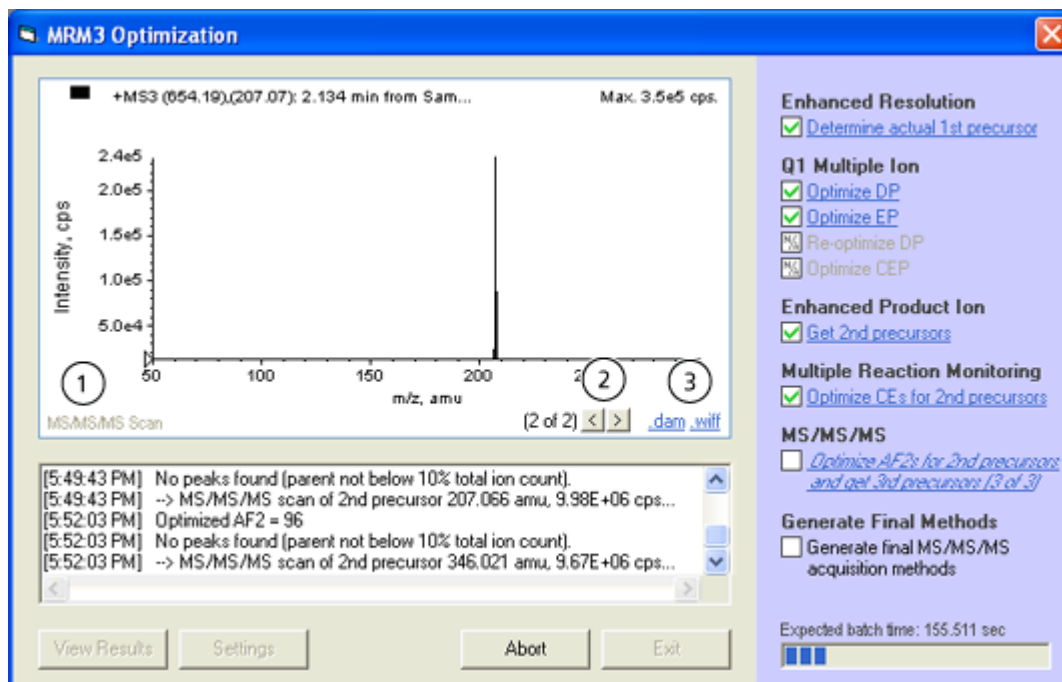 MRM3 Optimization
+MS3 (654.19),(207.07): 2.134 min from Sam... Max. 3.5e5 cps.
Intensity, cps
2.4e5
2.0e5
1.5e5
1.0e5
5.0e4
50 100 150 200 2
m/z, amu
1
2
3
MS/MS/MS Scan
(2 of 2) < > .dam .wiff
[5:49:43 PM] No peaks found (parent not below 10% total ion count).
[5:49:43 PM] --> MS/MS/MS scan of 2nd precursor 207.066 amu, 9.98E+06 cps...
[5:52:03 PM] Optimized AF2 = 96
[5:52:03 PM] No peaks found (parent not below 10% total ion count).
[5:52:03 PM] --> MS/MS/MS scan of 2nd precursor 346.021 amu, 9.67E+06 cps...
View Results Settings Abort Exit
Enhanced Resolution
Determine actual 1st precursor
Q1 Multiple Ion
Optimize DP
Optimize EP
Re-optimize DP
Optimize CEP
Enhanced Product Ion
Get 2nd precursors
Multiple Reaction Monitoring
Optimize CEs for 2nd precursors
MS/MS/MS
Optimize AF2s for 2nd precursors
and get 3rd precursors (3 of 3)
Generate Final Methods
Generate final MS/MS/MS
acquisition methods
Expected batch time: 155.511 sec